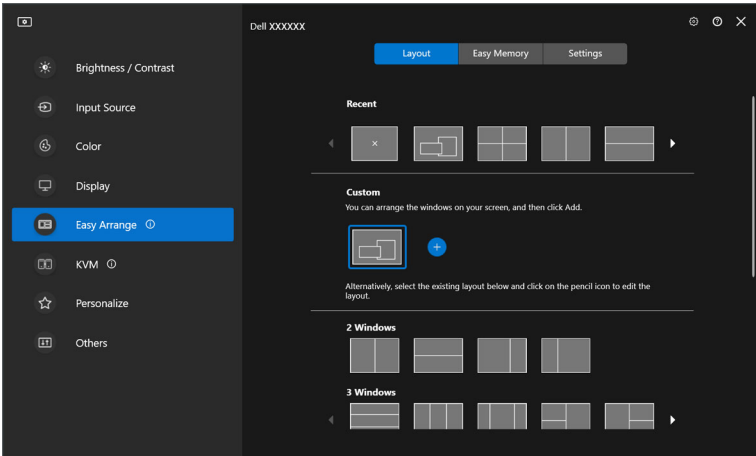 Dell XXXXXX
Brightness / Contrast
Input Source
Color
Display
Easy Arrange
KVM
Personalize
Others
Layout
Easy Memory
Settings
Recent
Custom
You can arrange the windows on your screen, and then click Add.
Alternatively, select the existing layout below and click on the pencil icon to edit the
layout.
2 Windows
3 Windows